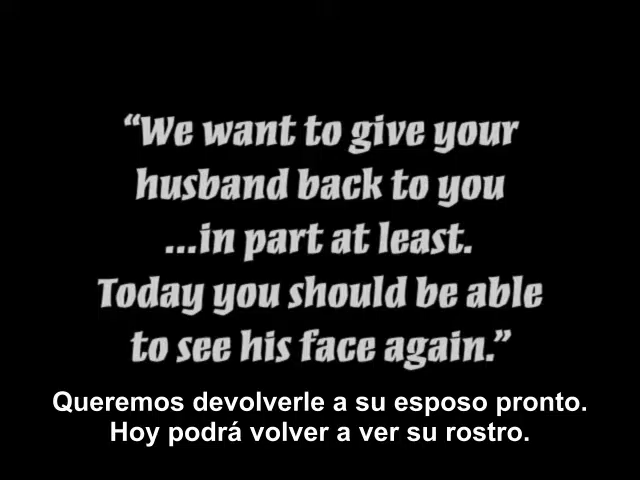 “We want to give your
husband back to you
...in part at least.
Today you should be able
to see his face again.”
Queremos devolverle a su esposo pronto.
Hoy podrá volver a ver su rostro.